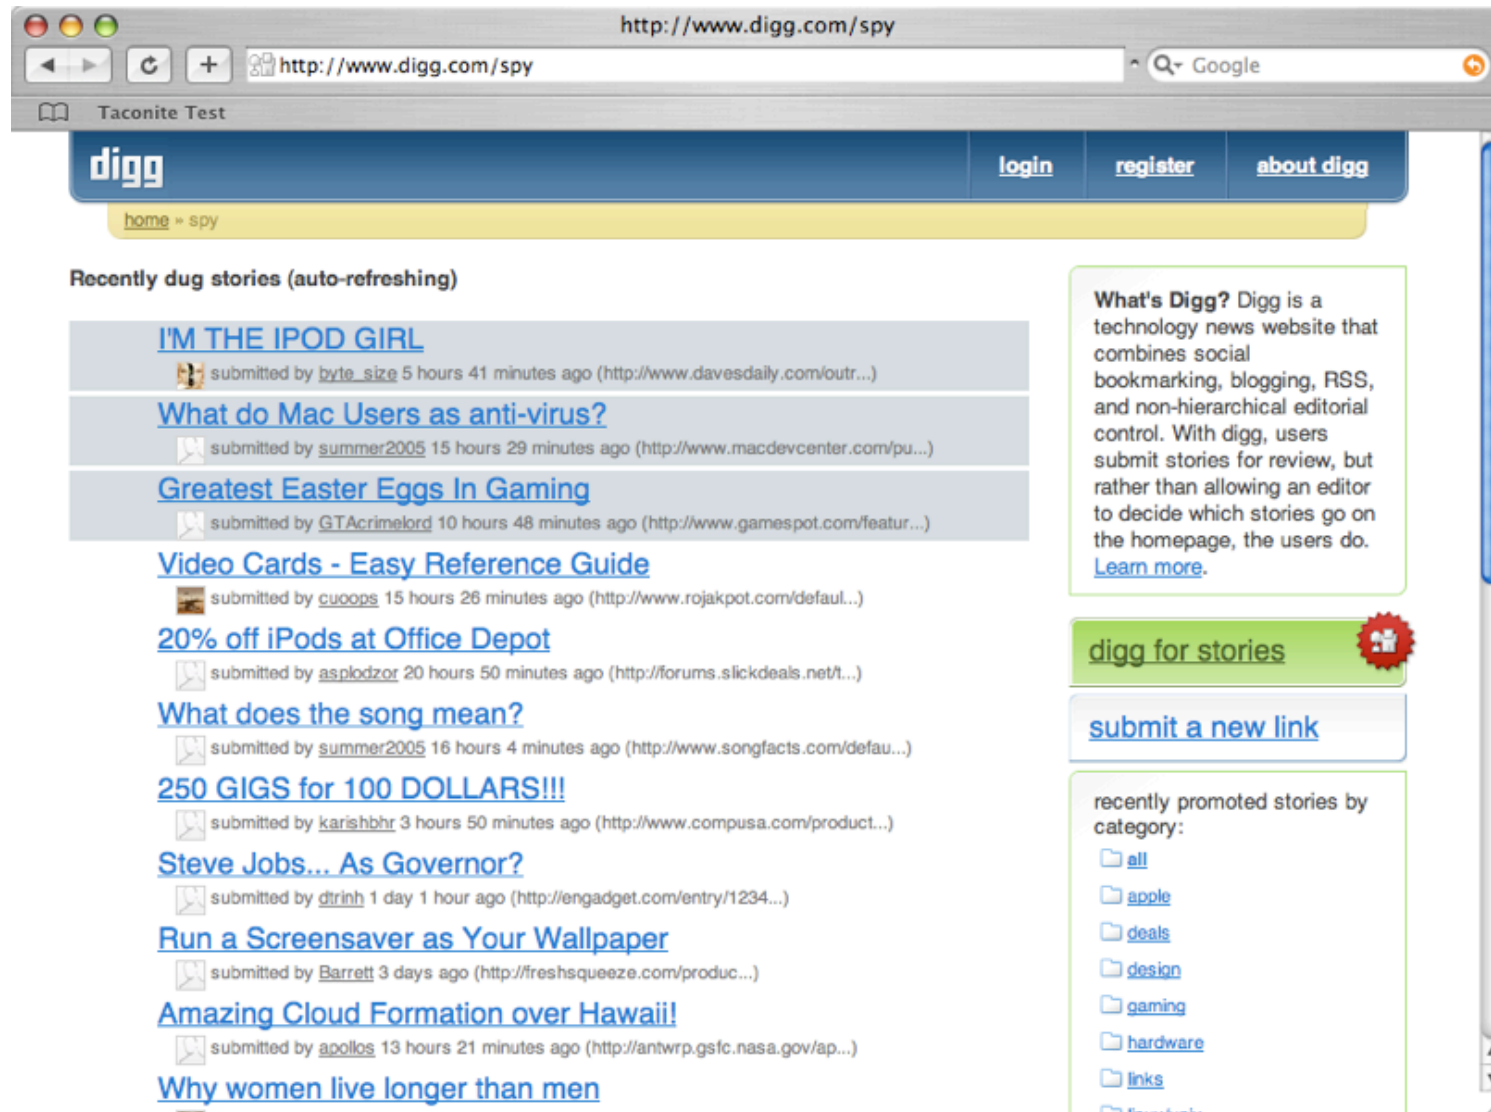 http://www.digg.com/spy
http://www.digg.com/spy
Google
Taconite Test
digg
login
register
about digg
home » spy
Recently dug stories (auto-refreshing)
I'M THE IPOD GIRL
submitted by byte_size 5 hours 41 minutes ago (http://www.davesdaily.com/outr...)
What do Mac Users as anti-virus?
submitted by summer2005 15 hours 29 minutes ago (http://www.macdevcenter.com/pu...)
Greatest Easter Eggs In Gaming
submitted by GTAcrimelord 10 hours 48 minutes ago (http://www.gamespot.com/featur...)
Video Cards - Easy Reference Guide
submitted by cuoops 15 hours 26 minutes ago (http://www.rojakpot.com/defaul...)
20% off iPods at Office Depot
submitted by asplodzor 20 hours 50 minutes ago (http://forums.slickdeals.net/t...)
What does the song mean?
submitted by summer2005 16 hours 4 minutes ago (http://www.songfacts.com/defau...)
250 GIGS for 100 DOLLARS!!!
submitted by karishbhr 3 hours 50 minutes ago (http://www.compusa.com/product...)
Steve Jobs... As Governor?
submitted by dtrinh 1 day 1 hour ago (http://engadget.com/entry/1234...)
Run a Screensaver as Your Wallpaper
submitted by Barrett 3 days ago (http://freshsqueeze.com/produc...)
Amazing Cloud Formation over Hawaii!
submitted by apollos 13 hours 21 minutes ago (http://antwrp.gsfc.nasa.gov/ap...)
Why women live longer than men
What's Digg? Digg is a
technology news website that
combines social
bookmarking, blogging, RSS,
and non-hierarchical editorial
control. With digg, users
submit stories for review, but
rather than allowing an editor
to decide which stories go on
the homepage, the users do.
Learn more.
digg for stories
submit a new link
recently promoted stories by
category:
all
apple
deals
design
gaming
hardware
links